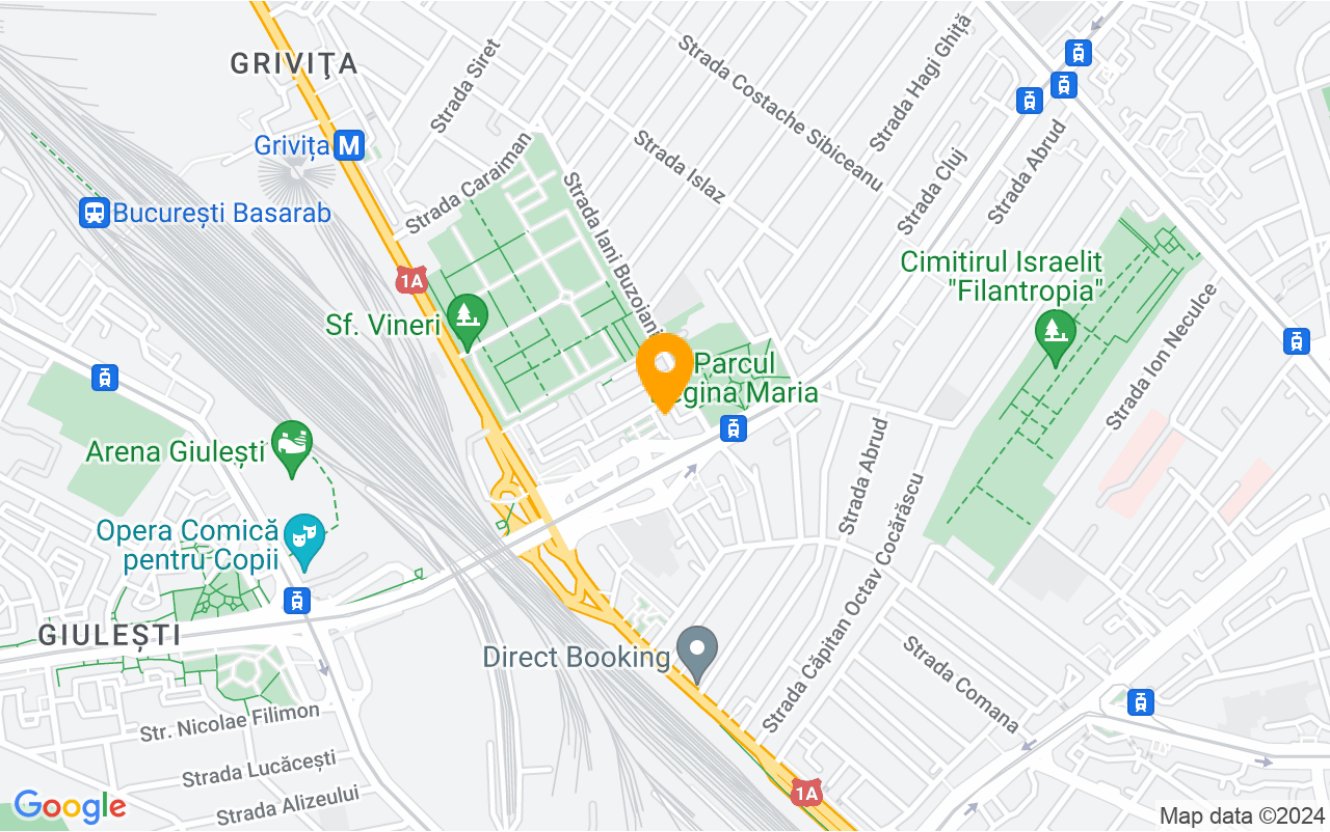 GRIVIŢA
Strada Siret
Strada Costache Sibiceanu
Strada Hagi Ghiță
Grivița M
Strada Caraiman
Strada Islaz
Strada Cluj
Strada Abrud
București Basarab
Strada Iani Buzoiani
1A
Cimitirul Israelit
"Filantropia"
Sf. Vineri
Strada Ion Neculce
Parcul
egina Maria
Arena Giulești
Strada Abrud
Opera Comică
pentru Copii
Strada Căpitan Octav Cocărăscu
GIULEȘTI
Direct Booking
Strada Comana
Str. Nicolae Filimon
Strada Lucăcești
Strada Alizeului
1A
Google
Map data ©2024